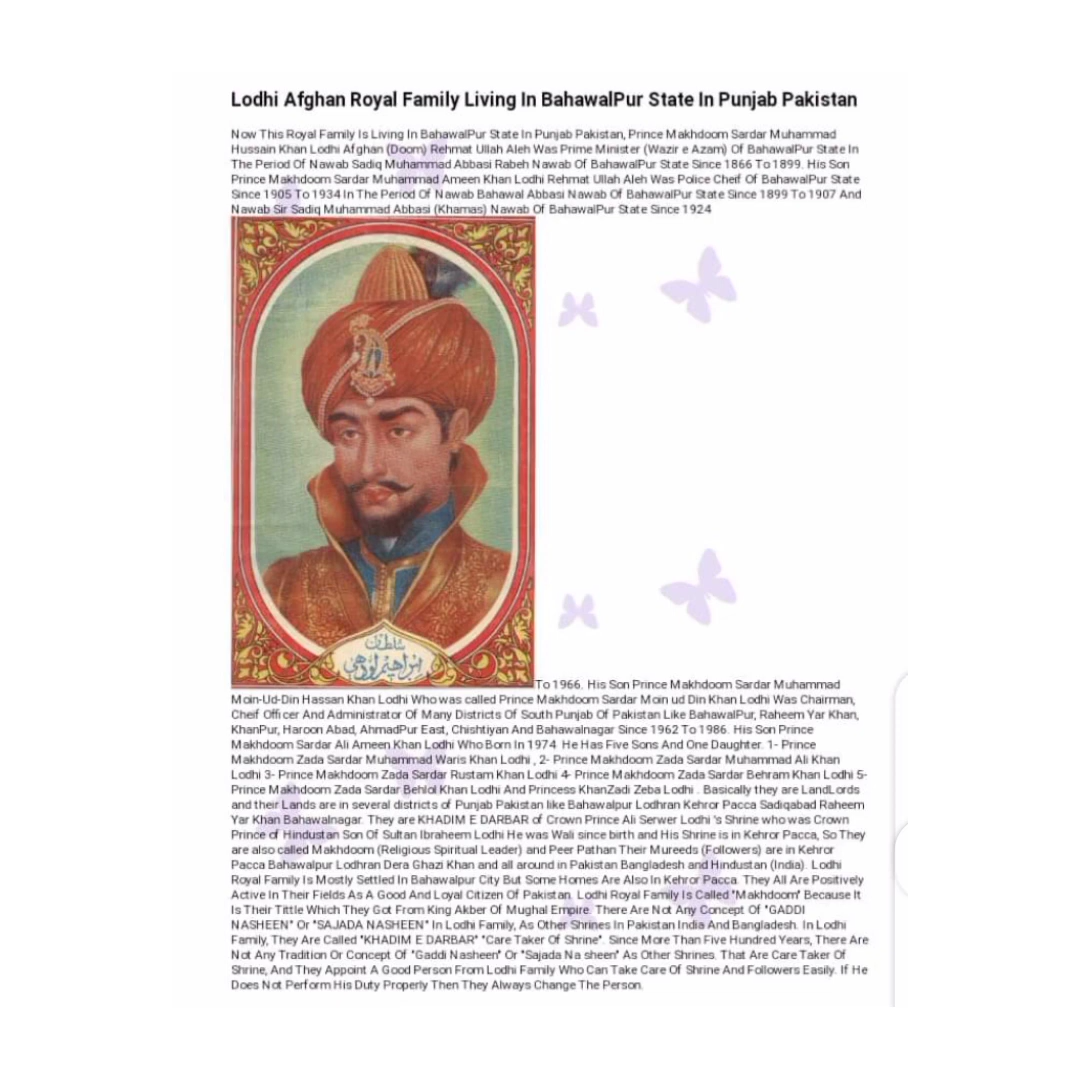 Lodhi Afghan Royal Family Living In BahawalPur State In Punjab Pakistan
Now This Royal Family Is Living In BahawalPur State In Punjab Pakistan, Prince Makhdoom Sardar Muhammad
Hussain Khan Lodhi Afghan (Doom) Rehmat Ullah Aleh Was Prime Minister (Wazir e Azam) Of BahawalPur State In
The Period Of Nawab Sadiq Muhammad Abbasi Rabeh Nawab Of BahawalPur State Since 1866 To 1899. His Son
Prince Makhdoom Sardar Muhammad Ameen Khan Lodhi Rehmat Ullah Aleh Was Police Cheif Of BahawalPur State
Since 1905 To 1934 In The Period Of Nawab Bahawal Abbasi Nawab Of BahawalPur State Since 1899 To 1907 And
Nawab Sir Sadiq Muhammad Abbasi (Khamas) Nawab Of BahawalPur State Since 1924
سلطان
ابراهیم لودهی
To 1966. His Son Prince Makhdoom Sardar Muhammad
Moin-Ud-Din Hassan Khan Lodhi Who was called Prince Makhdoom Sardar Moin ud Din Khan Lodhi Was Chairman,
Cheif Officer And Administrator Of Many Districts Of South Punjab Of Pakistan Like BahawalPur, Raheem Yar Khan,
KhanPur, Haroon Abad, AhmadPur East, Chishtiyan And Bahawalnagar Since 1962 To 1986. His Son Prince
Makhdoom Sardar Ali Ameen Khan Lodhi Who Born In 1974 He Has Five Sons And One Daughter. 1- Prince
Makhdoom Zada Sardar Muhammad Waris Khan Lodhi , 2- Prince Makhdoom Zada Sardar Muhammad Ali Khan
Lodhi 3- Prince Makhdoom Zada Sardar Rustam Khan Lodhi 4- Prince Makhdoom Zada Sardar Behram Khan Lodhi 5-
Prince Makhdoom Zada Sardar Behlol Khan Lodhi And Princess KhanZadi Zeba Lodhi . Basically they are LandLords
and their Lands are in several districts of Punjab Pakistan like Bahawalpur Lodhran Kehror Pacca Sadiqabad Raheem
Yar Khan Bahawalnagar. They are KHADIM E DARBAR of Crown Prince Ali Serwer Lodhi 's Shrine who was Crown
Prince of Hindustan Son Of Sultan Ibraheem Lodhi He was Wali since birth and His Shrine is in Kehror Pacca, So They
are also called Makhdoom (Religious Spiritual Leader) and Peer Pathan Their Mureeds (Followers) are in Kehror
Pacca Bahawalpur Lodhran Dera Ghazi Khan and all around in Pakistan Bangladesh and Hindustan (India). Lodhi
Royal Family Is Mostly Settled In Bahawalpur City But Some Homes Are Also In Kehror Pacca. They All Are Positively
Active In Their Fields As A Good And Loyal Citizen Of Pakistan. Lodhi Royal Family Is Called "Makhdoom" Because It
Is Their Tittle Which They Got From King Akber Of Mughal Empire. There Are Not Any Concept Of "GADDI
NASHEEN" Or "SAJADA NASHEEN" In Lodhi Family, As Other Shrines In Pakistan India And Bangladesh. In Lodhi
Family, They Are Called "KHADIM E DARBAR" "Care Taker Of Shrine". Since More Than Five Hundred Years, There Are
Not Any Tradition Or Concept Of "Gaddi Nasheen" Or "Sajada Na sheen" As Other Shrines. That Are Care Taker Of
Shrine, And They Appoint A Good Person From Lodhi Family Who Can Take Care Of Shrine And Followers Easily. If He
Does Not Perform His Duty Properly Then They Always Change The Person.